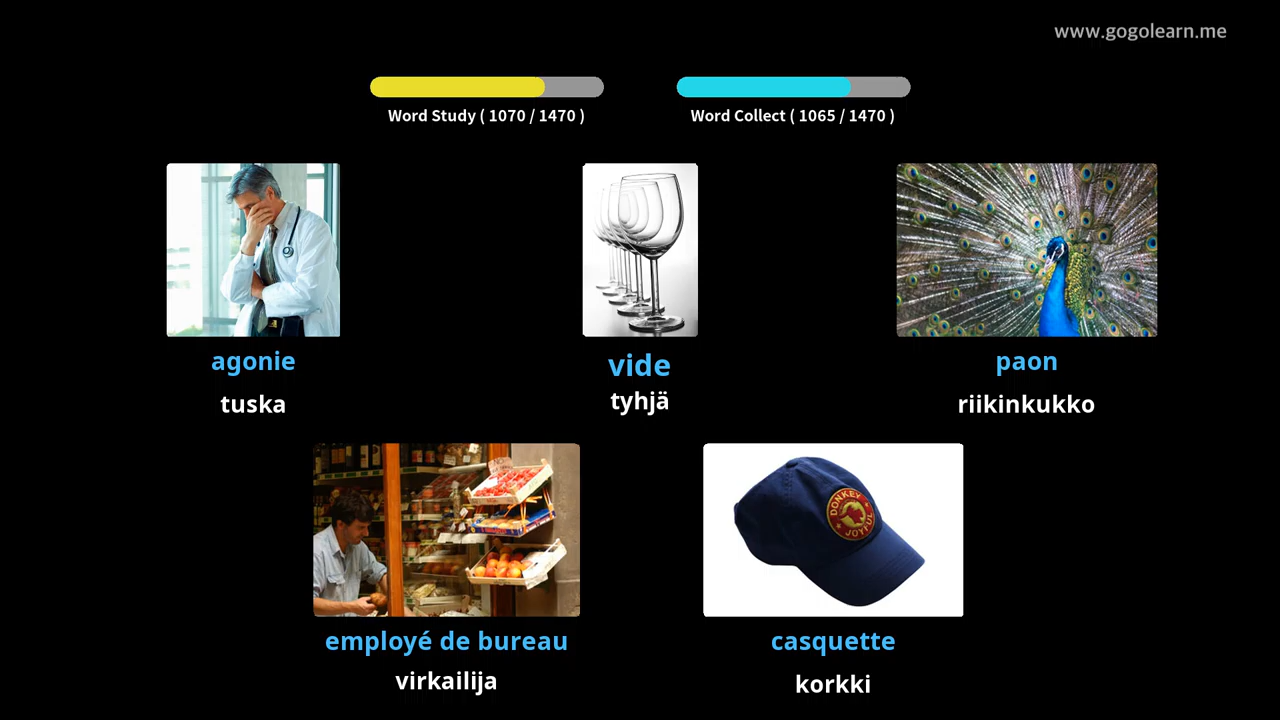 www.gogolearn.me
Word Study ( 1070 / 1470 )
Word Collect ( 1065 / 1470 )
agonie
tuska
vide
tyhjä
paon
riikinkukko
employé de bureau
virkailija
DONKEY
JOYFUL
casquette
korkki